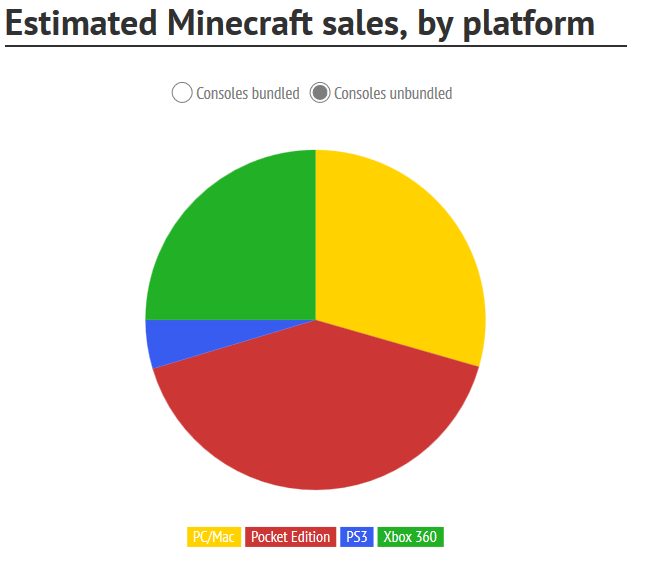 Estimated Minecraft sales, by platform
Consoles bundled Consoles unbundled
PC/Mac Pocket Edition PS3 Xbox 360